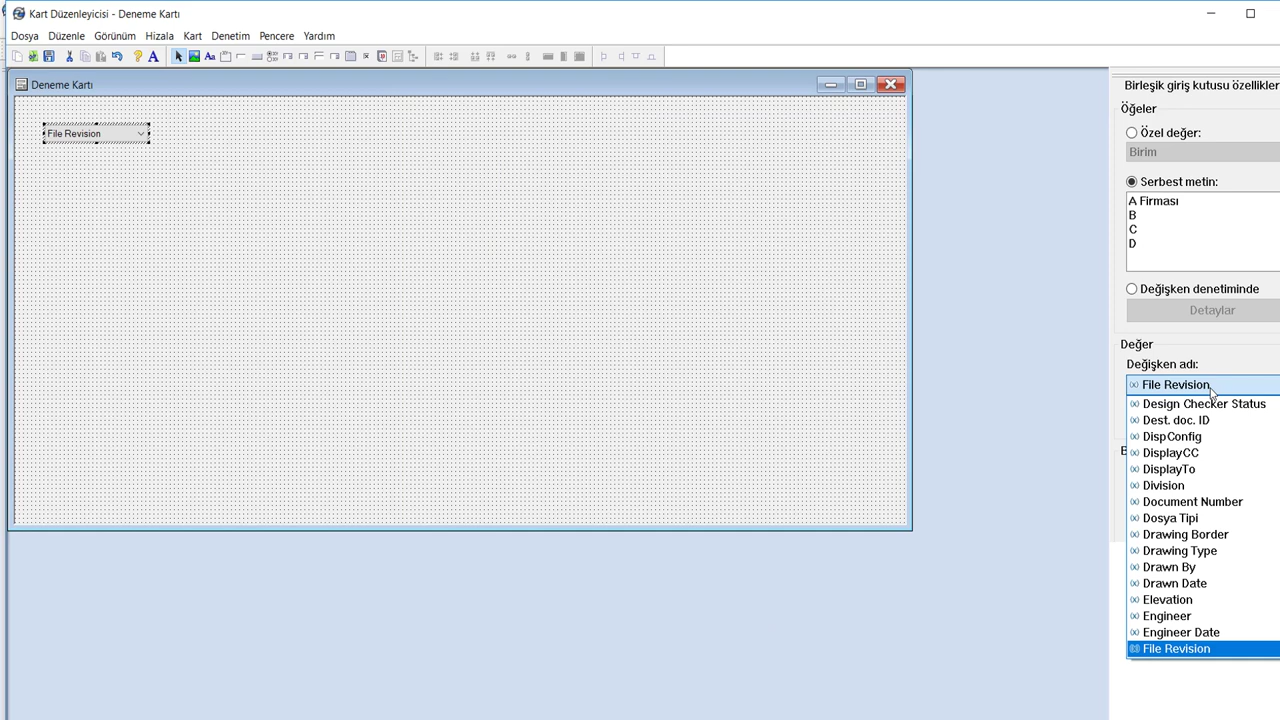 Kart Düzenleyicisi - Deneme Kartı
Dosya Düzenle Görünüm Hizala Kart Denetim Pencere Yardım
Deneme Kartı
File Revision
Birleşik giriş kutusu özellikler
Öğeler
Özel değer:
Birim
Serbest metin:
A Firması
B
C
D
Değişken denetiminde
Detaylar
Değer
Değişken adı:
File Revision
Design Checker Status
Dest. doc. ID
DispConfig
DisplayCC
DisplayTo
Division
Document Number
Dosya Tipi
Drawing Border
Drawing Type
Drawn By
Drawn Date
Elevation
Engineer
Engineer Date
File Revision